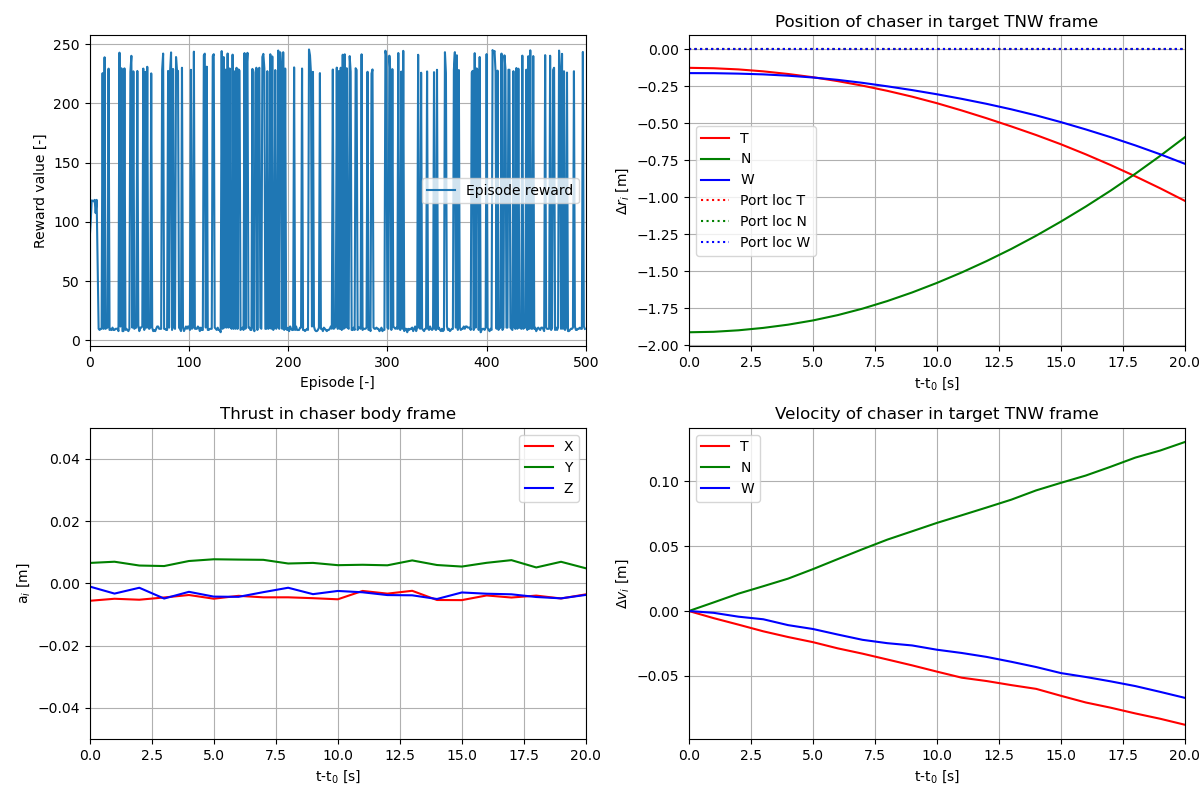 250
200
150
100
50
0
Reward value [-]
Episode reward
0
100
200
300
400
500
Episode [-]
Position of chaser in target TNW frame
0.00
−0.25
−0.50
−0.75
−1.00
−1.25
−1.50
−1.75
−2.00
Δrᵢ [m]
T
N
W
Port loc T
Port loc N
Port loc W
0.0
2.5
5.0
7.5
10.0
12.5
15.0
17.5
20.0
t-t₀ [s]
Thrust in chaser body frame
0.04
0.02
0.00
−0.02
−0.04
aᵢ [m]
X
Y
Z
0.0
2.5
5.0
7.5
10.0
12.5
15.0
17.5
20.0
t-t₀ [s]
Velocity of chaser in target TNW frame
0.10
0.05
0.00
−0.05
Δvᵢ [m]
T
N
W
0.0
2.5
5.0
7.5
10.0
12.5
15.0
17.5
20.0
t-t₀ [s]